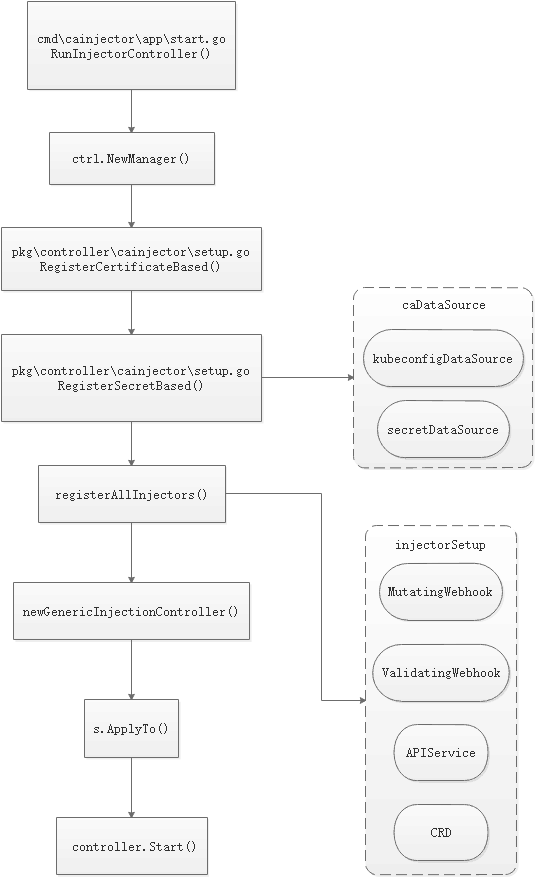 cmd\cainjector\app\start.go
RunInjectorController()
ctrl.NewManager()
pkg\controller\cainjector\setup.go
RegisterCertificateBased()
pkg\controller\cainjector\setup.go
RegisterSecretBased()
caDataSource
kubeconfigDataSource
secretDataSource
registerAllInjectors()
injectorSetup
MutatingWebhook
ValidatingWebhook
APIService
CRD
newGenericInjectionController()
s.ApplyTo()
controller.Start()